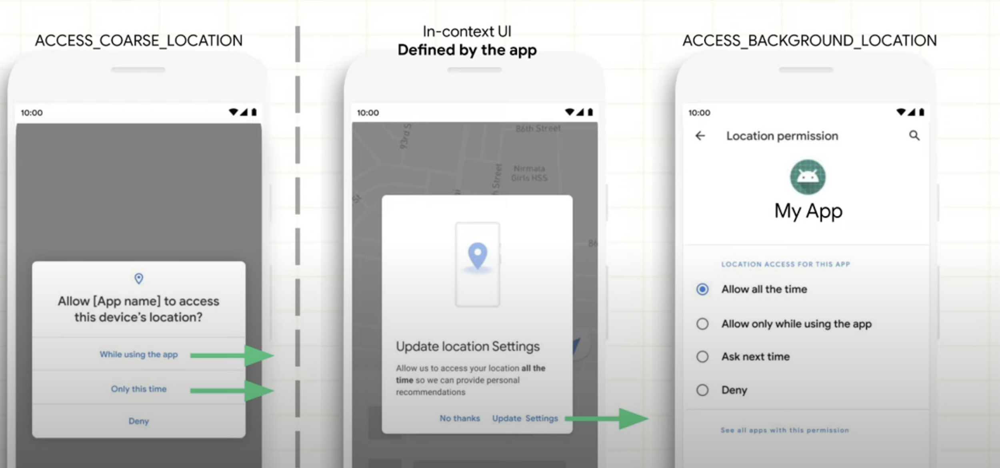 ACCESS_COARSE_LOCATION
10:00
Allow [App name] to access
this device's location?
While using the app
Only this time
Deny
In-context UI
Defined by the app
10:00
86th Street
93rd S
Nirmala
Girls HSS
h Street
St
86
Update location Settings
Allow us to access your location all the
time so we can provide personal
recommendations
No thanks
Update Settings
ACCESS_BACKGROUND_LOCATION
10:00
Location permission
My App
LOCATION ACCESS FOR THIS APP
Allow all the time
Allow only while using the app
Ask next time
Deny
See all apps with this permission